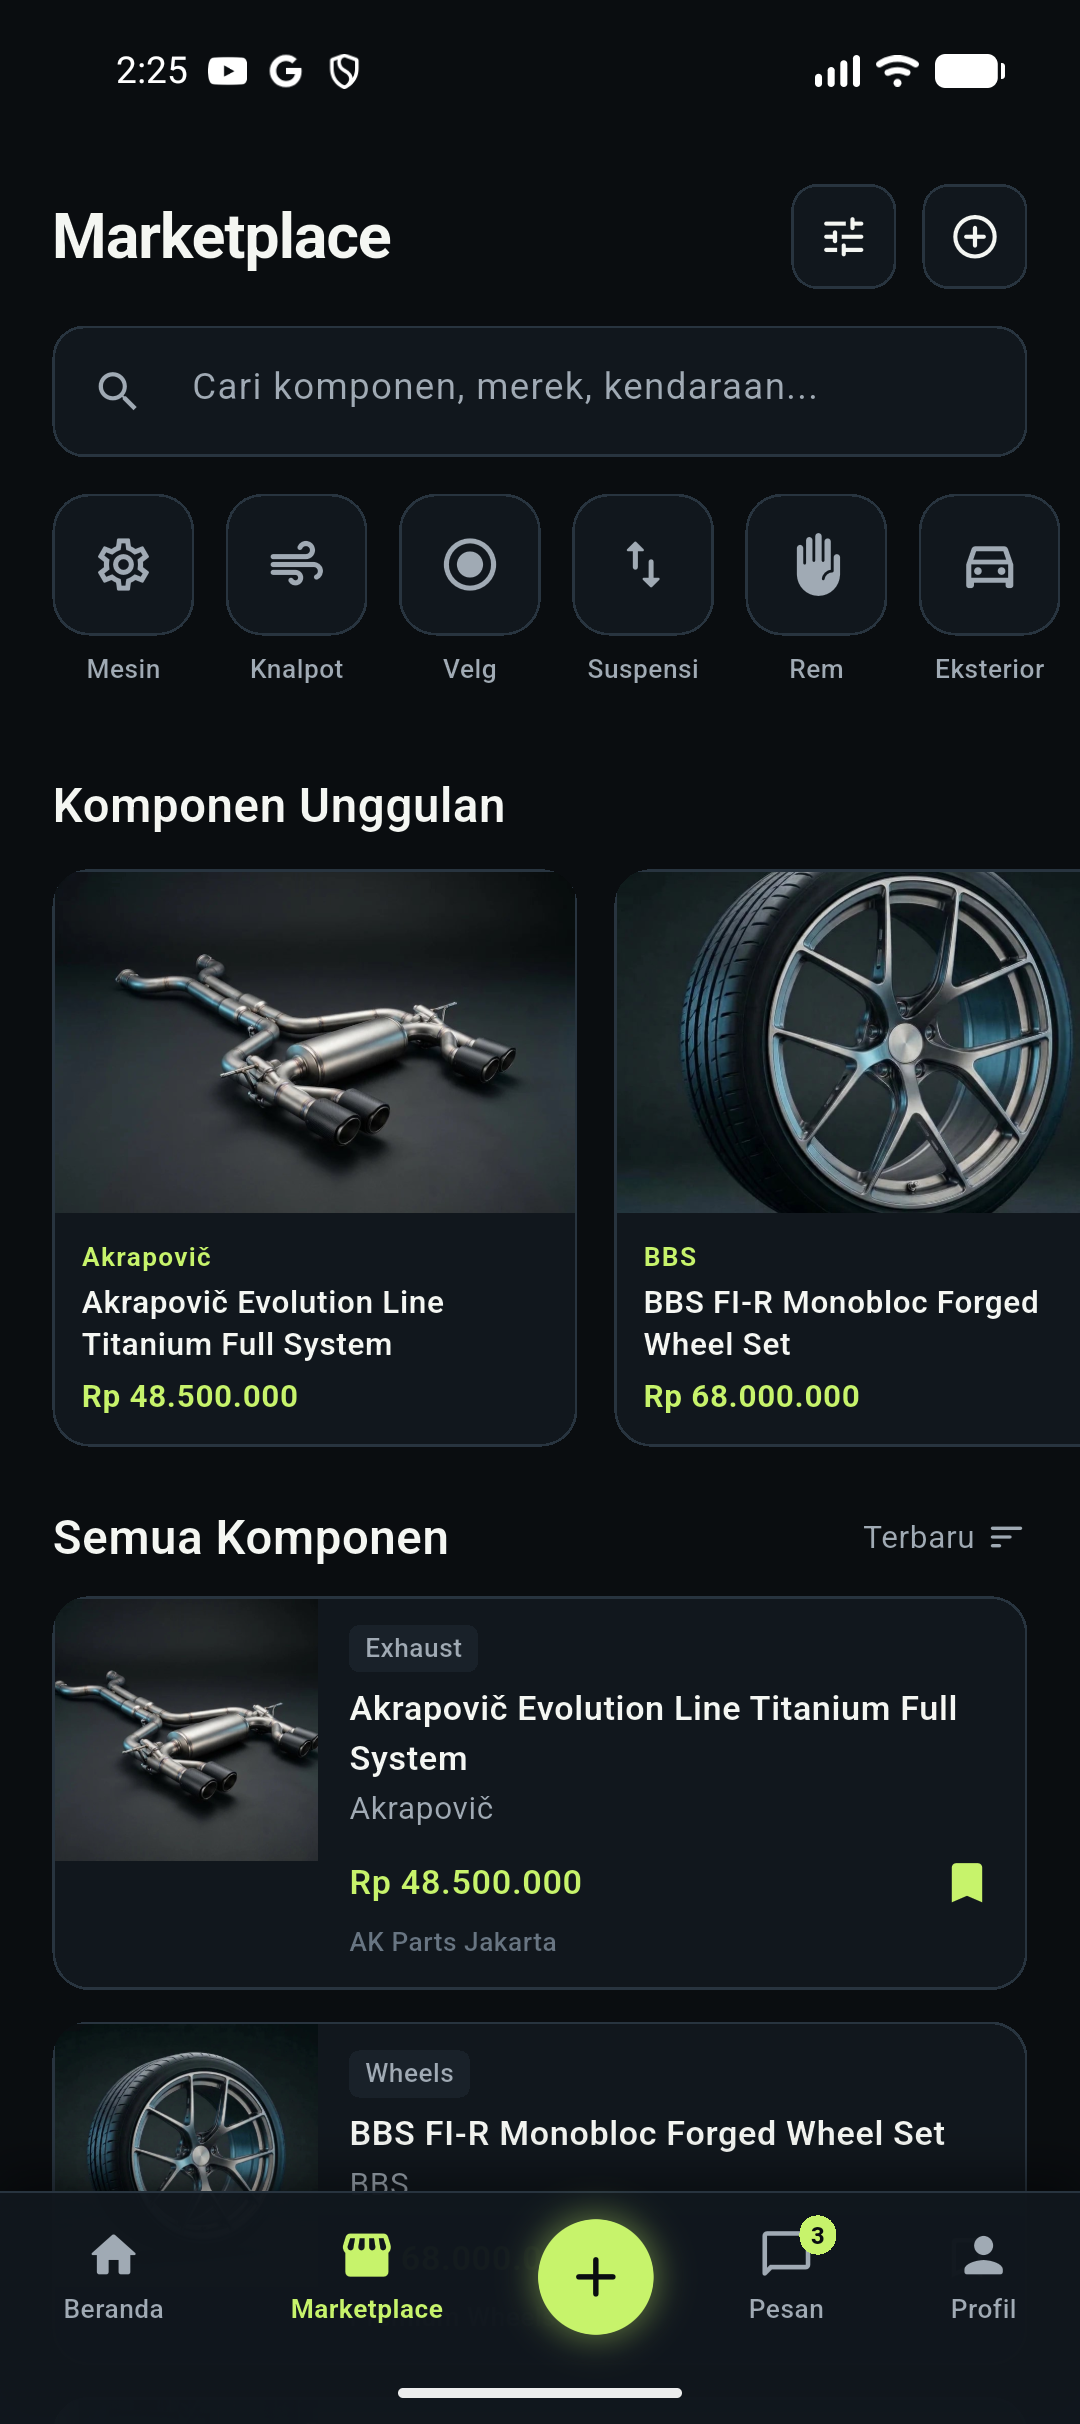 2:25
Marketplace
Cari komponen, merek, kendaraan...
Mesin
Knalpot
Velg
Suspensi
Rem
Eksterior
Komponen Unggulan
Akrapovič
Akrapovič Evolution Line
Titanium Full System
Rp 48.500.000
BBS
BBS FI-R Monobloc Forged
Wheel Set
Rp 68.000.000
Semua Komponen
Terbaru
Exhaust
Akrapovič Evolution Line Titanium Full
System
Akrapovič
Rp 48.500.000
AK Parts Jakarta
Wheels
BBS FI-R Monobloc Forged Wheel Set
BBS
Beranda
Marketplace
3
Pesan
Profil